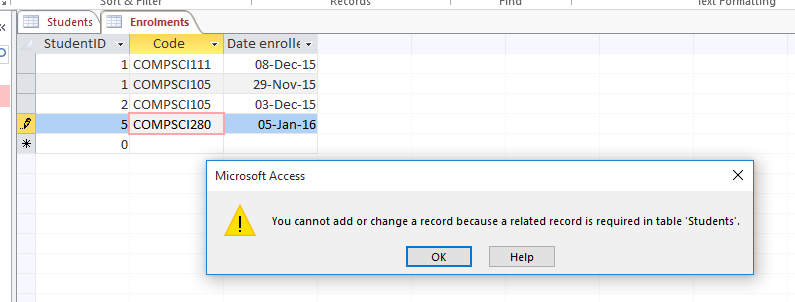 Sort & Filter Records Find Text Formatting
Students Enrolments
StudentID Code Date enrolle
1 COMPSCI111 08-Dec-15
1 COMPSCI105 29-Nov-15
2 COMPSCI105 03-Dec-15
5 COMPSCI280 05-Jan-16
0
Microsoft Access
You cannot add or change a record because a related record is required in table 'Students'.
OK Help